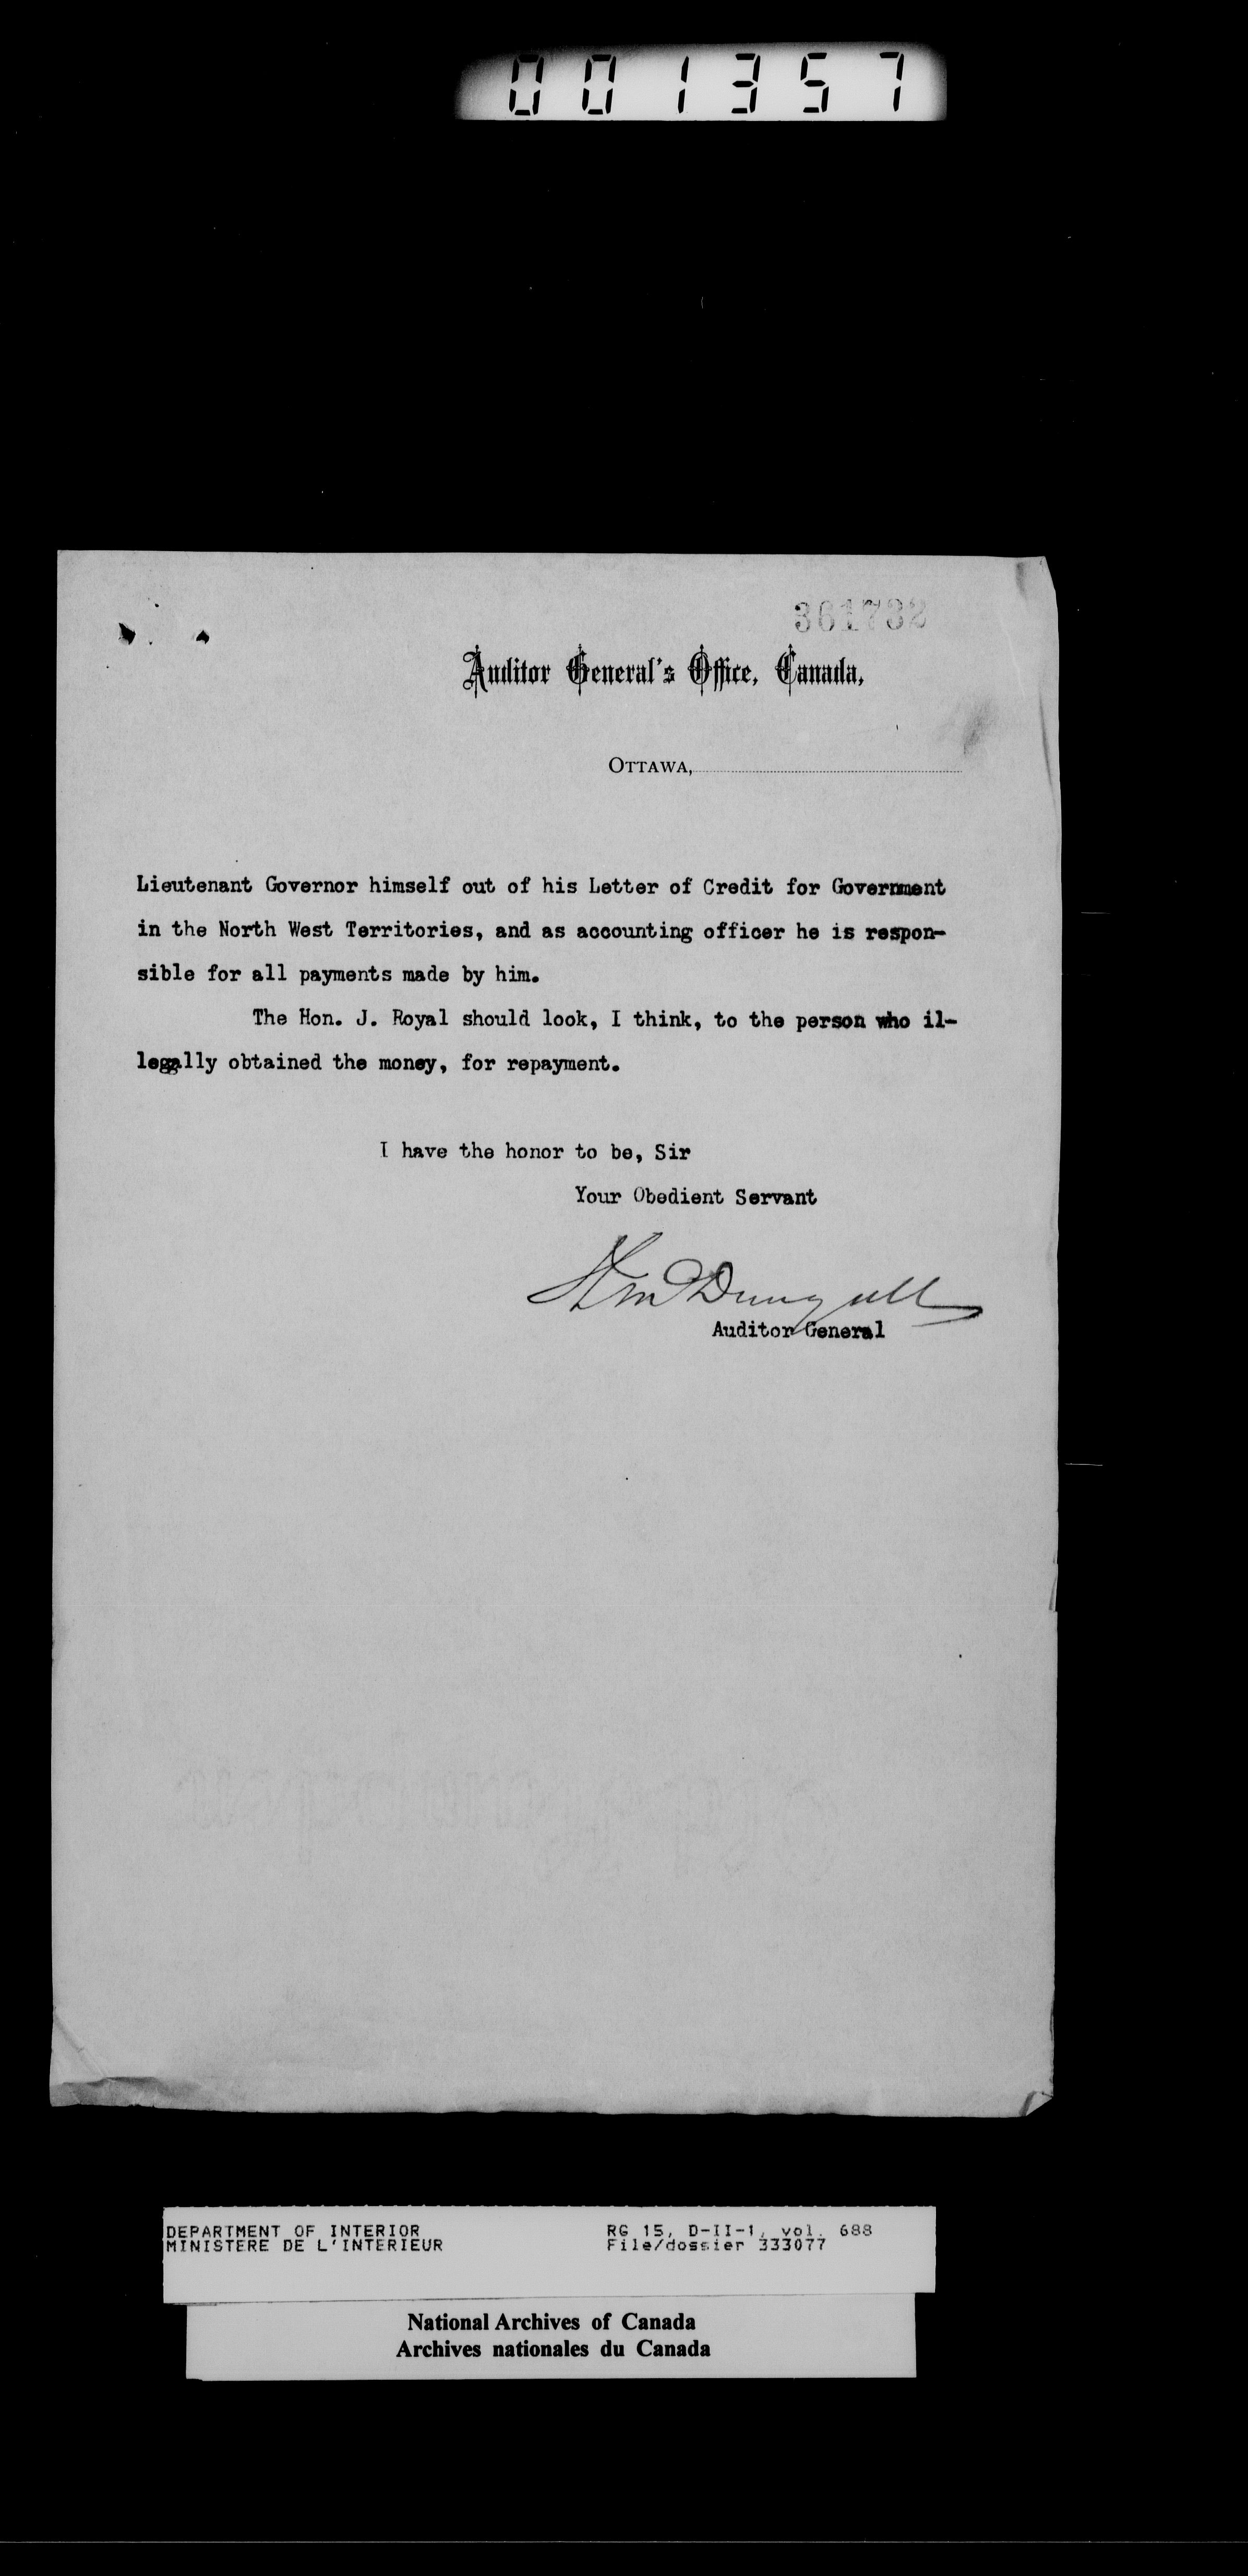 001357
361732
Auditor General's Office, Canada,
OTTAWA,
Lieutenant Governor himself out of his Letter of Credit for Government
in the North West Territories, and as accounting officer he is respon-
sible for all payments made by him.
The Hon. J. Royal should look, I think, to the person who il-
legally obtained the money, for repayment.
I have the honor to be, Sir
Your Obedient Servant
Auditor General
DEPARTMENT OF INTERIOR
MINISTERE DE L'INTERIEUR
RG 15, D-II-1, vol. 688
File/dossier 333077
National Archives of Canada
Archives nationales du Canada